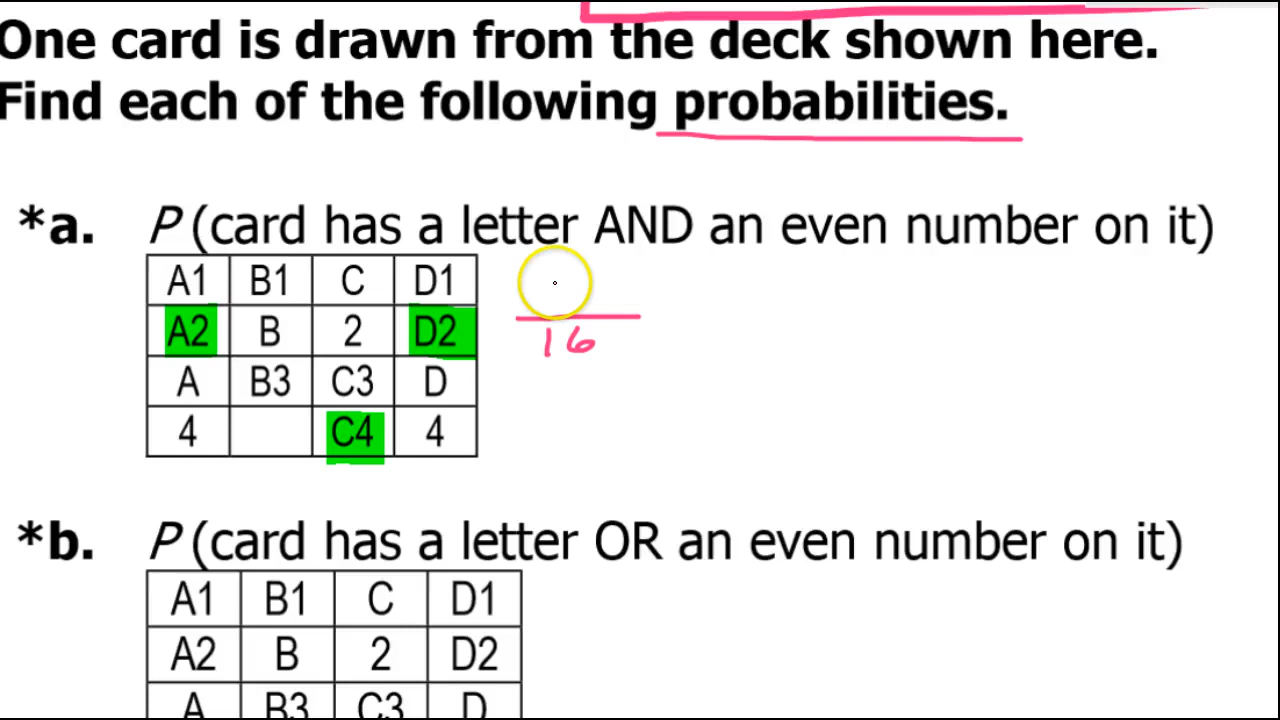 One card is drawn from the deck shown here.
Find each of the following probabilities.
*a. P (card has a letter AND an even number on it)
A1 B1 C D1
A2 B 2 D2
A B3 C3 D
4 C4 4
16
*b. P (card has a letter OR an even number on it)
A1 B1 C D1
A2 B 2 D2
A B3 C3 D